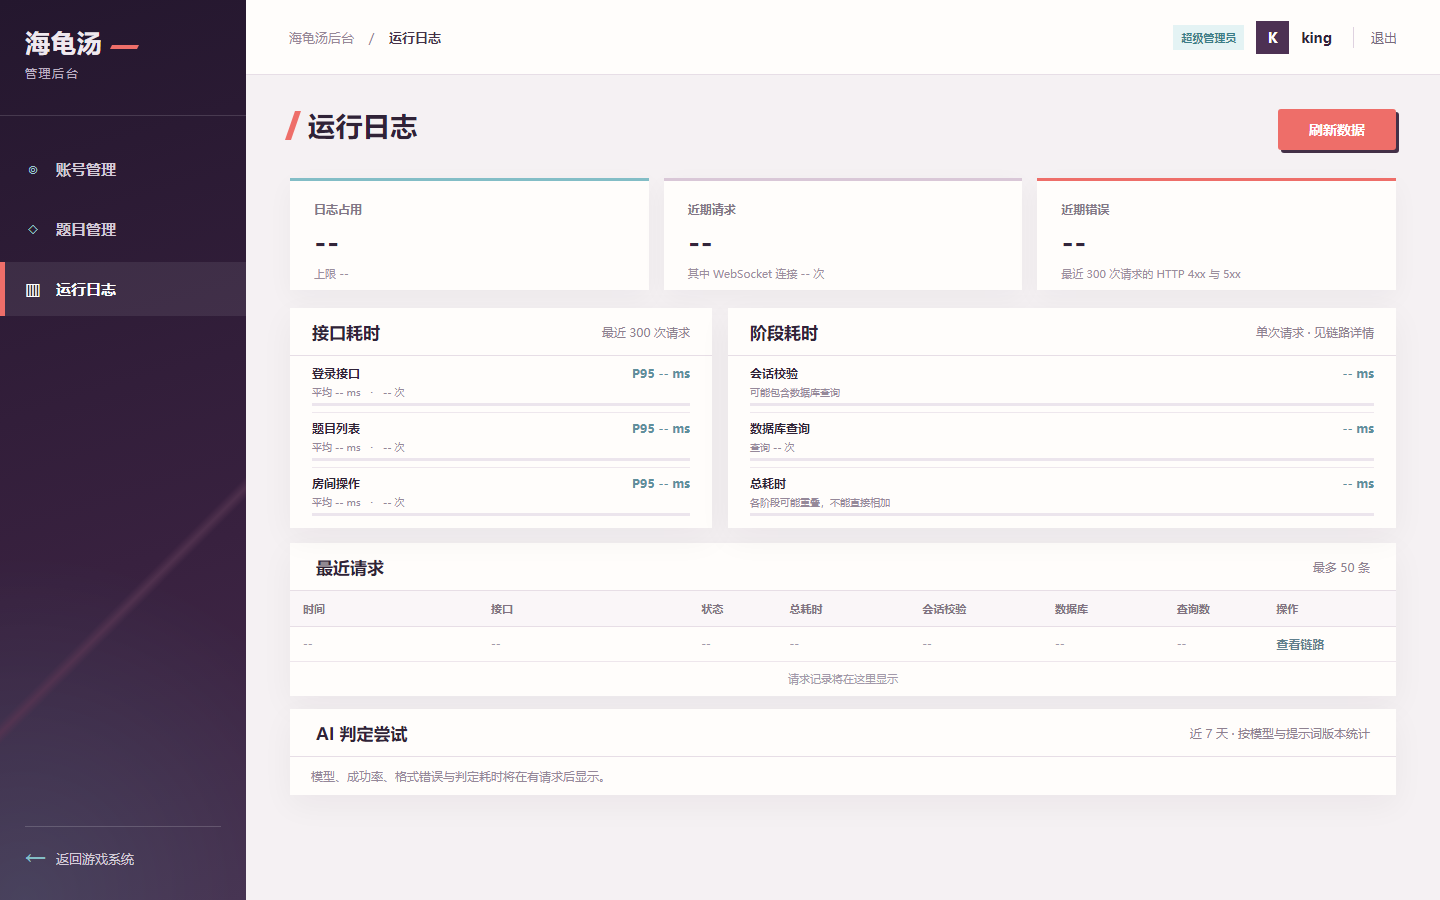 海龟汤
管理后台
账号管理
题目管理
运行日志
返回游戏系统
海龟汤后台 / 运行日志
超级管理员 K king 退出
运行日志
刷新数据
日志占用
--
上限 --
近期请求
--
其中 WebSocket 连接 -- 次
近期错误
--
最近 300 次请求的 HTTP 4xx 与 5xx
接口耗时 最近 300 次请求
登录接口 P95 -- ms
平均 -- ms · -- 次
题目列表 P95 -- ms
平均 -- ms · -- 次
房间操作 P95 -- ms
平均 -- ms · -- 次
阶段耗时 单次请求 · 见链路详情
会话校验 -- ms
可能包含数据库查询
数据库查询 -- ms
查询 -- 次
总耗时 -- ms
各阶段可能重叠，不能直接相加
最近请求 最多 50 条
时间 接口 状态 总耗时 会话校验 数据库 查询数 操作
-- -- -- -- -- -- -- 查看链路
请求记录将在这里显示
AI 判定尝试 近 7 天 · 按模型与提示词版本统计
模型、成功率、格式错误与判定耗时将在有请求后显示。